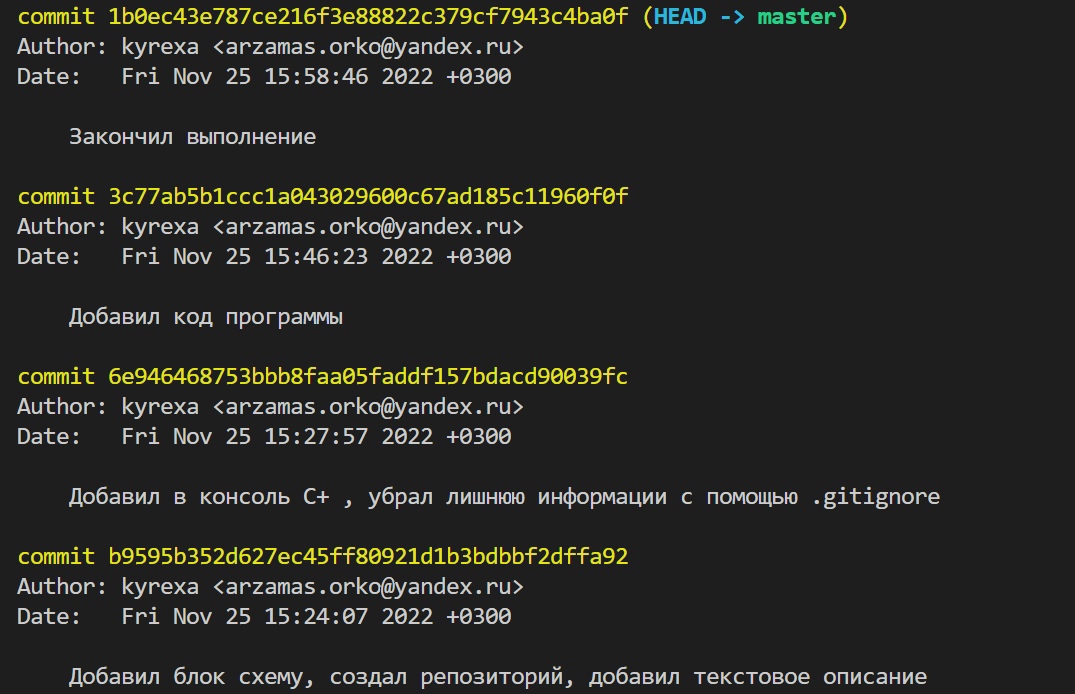 commit 1b0ec43e787ce216f3e88822c379cf7943c4ba0f (HEAD -> master)
Author: kyrexa <arzamas.orko@yandex.ru>
Date:   Fri Nov 25 15:58:46 2022 +0300
Закончил выполнение
commit 3c77ab5b1ccc1a043029600c67ad185c11960f0f
Author: kyrexa <arzamas.orko@yandex.ru>
Date:   Fri Nov 25 15:46:23 2022 +0300
Добавил код программы
commit 6e946468753bbb8faa05faddf157bdacd90039fc
Author: kyrexa <arzamas.orko@yandex.ru>
Date:   Fri Nov 25 15:27:57 2022 +0300
Добавил в консоль C+ , убрал лишнюю информации с помощью .gitignore
commit b9595b352d627ec45ff80921d1b3bdbbf2dffa92
Author: kyrexa <arzamas.orko@yandex.ru>
Date:   Fri Nov 25 15:24:07 2022 +0300
Добавил блок схему, создал репозиторий, добавил текстовое описание